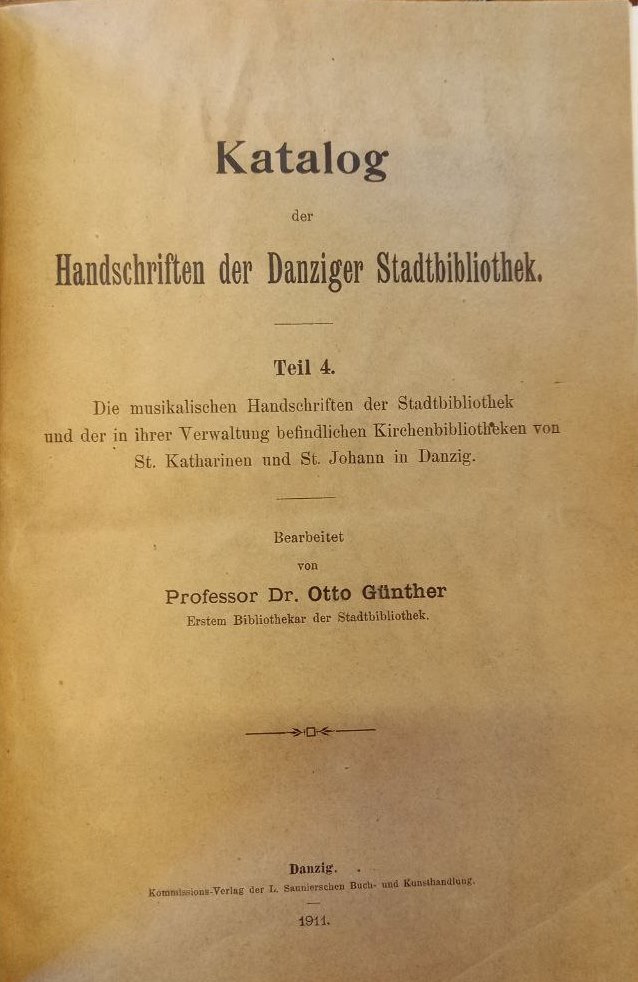 Katalog
der
Handschriften der Danziger Stadtbibliothek.
Teil 4.
Die musikalischen Handschriften der Stadtbibliothek
und der in ihrer Verwaltung befindlichen Kirchenbibliotheken von
St. Katharinen und St. Johann in Danzig.
Bearbeitet
von
Professor Dr. Otto Günther
Erstem Bibliothekar der Stadtbibliothek.
Danzig.
Kommissions-Verlag der L. Saunierschen Buch- und Kunsthandlung.
1911.